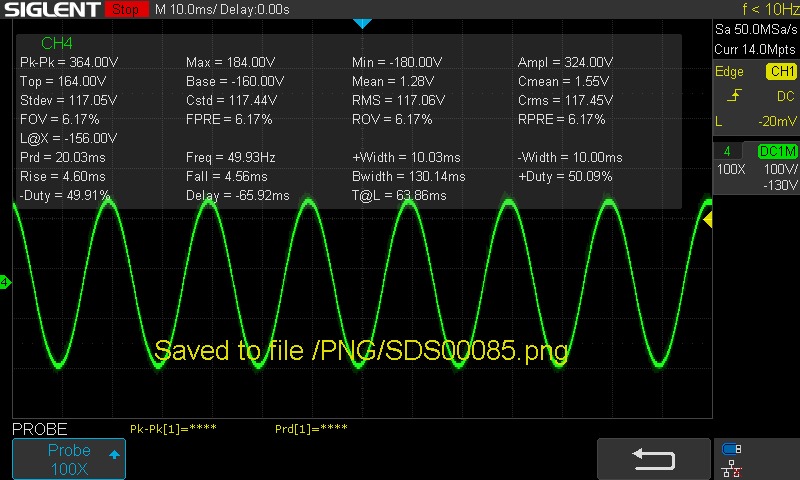 SIGLENT Stop M 10.0ms/ Delay:0.00s f < 10Hz
Sa 50.0MSa/s
Curr 14.0Mpts
Edge CH1
DC
L -20mV
4 DC1M
100X 100V/
-130V
CH4
Pk-Pk = 364.00V Max = 184.00V Min = -180.00V Ampl = 324.00V
Top = 164.00V Base = -160.00V Mean = 1.28V Cmean = 1.55V
Stdev = 117.05V Cstd = 117.44V RMS = 117.06V Crms = 117.45V
FOV = 6.17% FPRE = 6.17% ROV = 6.17% RPRE = 6.17%
L@X = -156.00V
Prd = 20.03ms Freq = 49.93Hz +Width = 10.03ms -Width = 10.00ms
Rise = 4.60ms Fall = 4.56ms Bwidth = 130.14ms +Duty = 50.09%
-Duty = 49.91% Delay = -65.92ms T@L = 63.86ms
4
Saved to file /PNG/SDS00085.png
PROBE Pk-Pk[1]=**** Prd[1]=****
Probe
100X